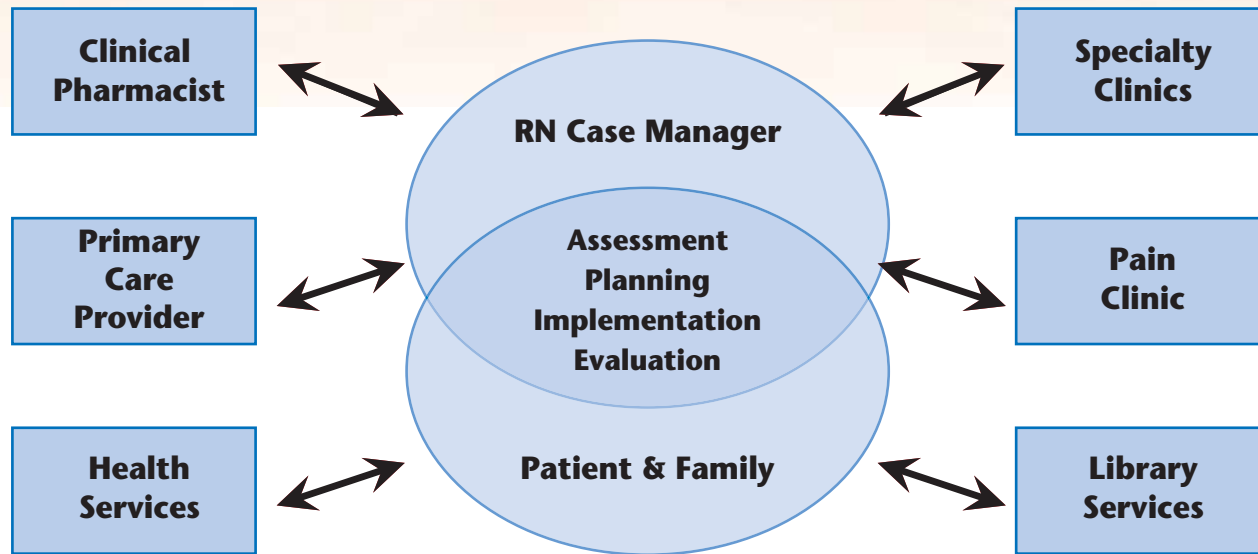 Clinical
Pharmacist
Primary
Care
Provider
Health
Services
RN Case Manager
Assessment
Planning
Implementation
Evaluation
Patient & Family
Specialty
Clinics
Pain
Clinic
Library
Services